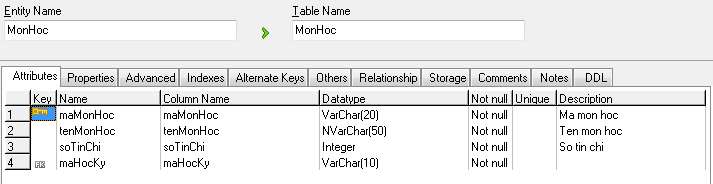 Entity Name
Table Name
MonHoc
MonHoc
Attributes Properties Advanced Indexes Alternate Keys Others Relationship Storage Comments Notes DDL
Key Name Column Name Datatype Not null Unique Description
1 maMonHoc maMonHoc VarChar(20) Not null Ma mon hoc
2 tenMonHoc tenMonHoc NVarChar(50) Not null Ten mon hoc
3 soTinChi soTinChi Integer Not null So tin chi
4 FK maHocKy maHocKy VarChar(10) Not null